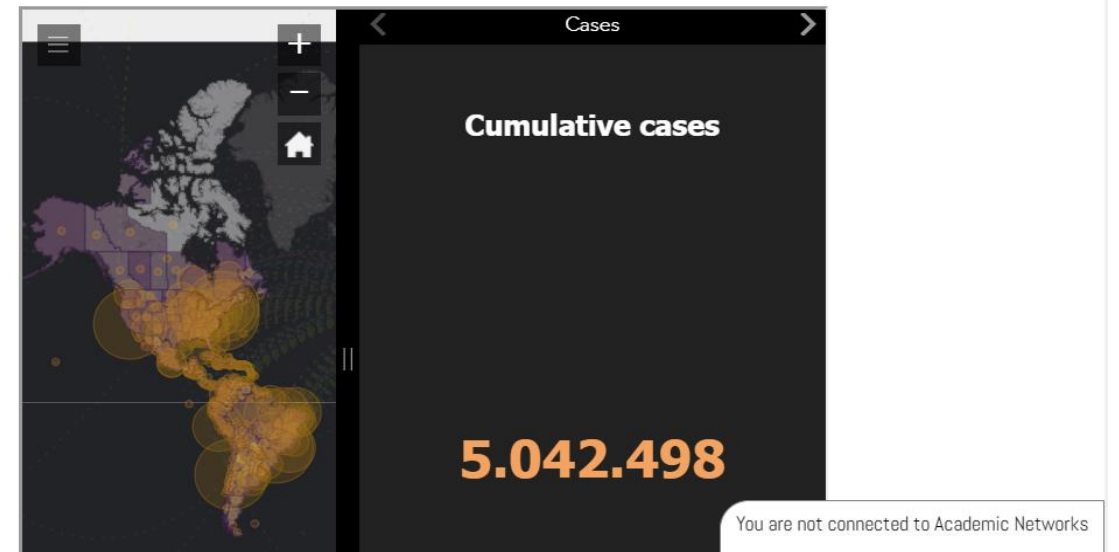 Cases
Cumulative cases
5.042.498
You are not connected to Academic Networks